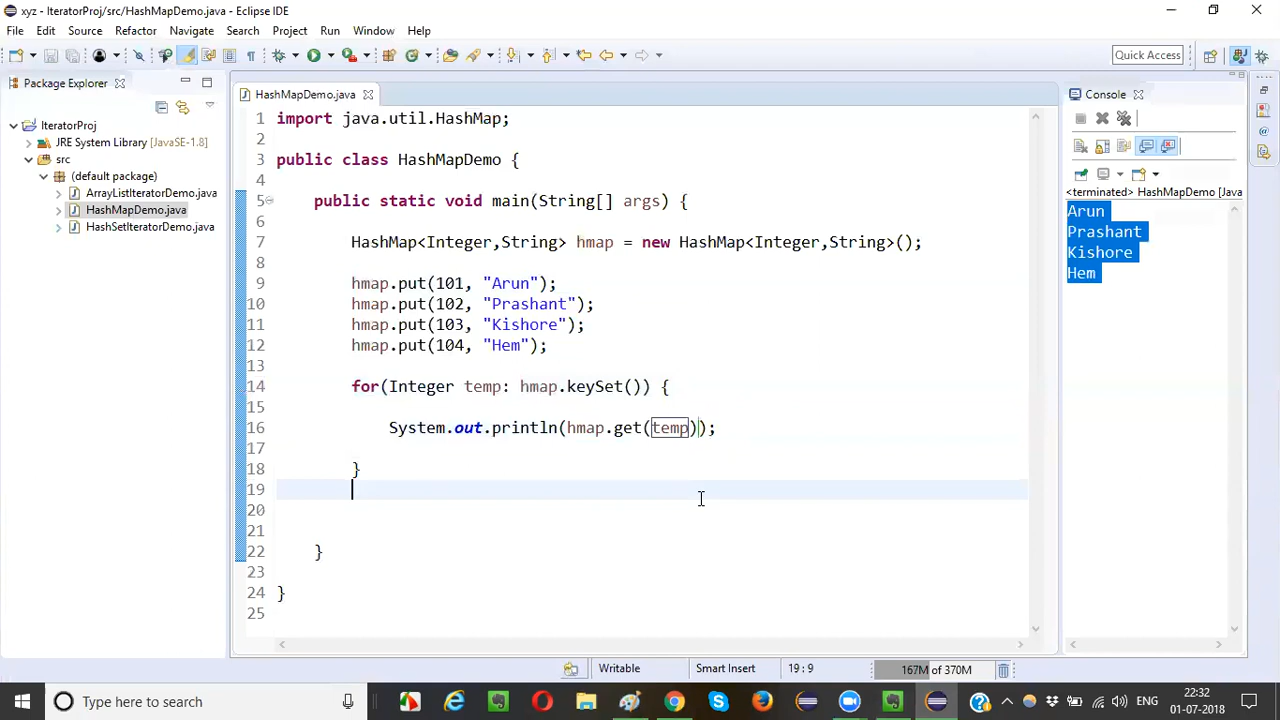 xyz - IteratorProj/src/HashMapDemo.java - Eclipse IDE
File Edit Source Refactor Navigate Search Project Run Window Help
Quick Access
Package Explorer
IteratorProj
JRE System Library [JavaSE-1.8]
src
(default package)
ArrayListIteratorDemo.java
HashMapDemo.java
HashSetIteratorDemo.java
HashMapDemo.java
1 import java.util.HashMap;
2
3 public class HashMapDemo {
4
5 public static void main(String[] args) {
6
7 HashMap<Integer,String> hmap = new HashMap<Integer,String>();
8
9 hmap.put(101, "Arun");
10 hmap.put(102, "Prashant");
11 hmap.put(103, "Kishore");
12 hmap.put(104, "Hem");
13
14 for(Integer temp: hmap.keySet()) {
15
16 System.out.println(hmap.get(temp));
17
18 }
19
20
21
22 }
23
24 }
25
Console
<terminated> HashMapDemo [Java
Arun
Prashant
Kishore
Hem
Writable Smart Insert 19 : 9 167M of 370M
Type here to search
ENG
22:32
01-07-2018